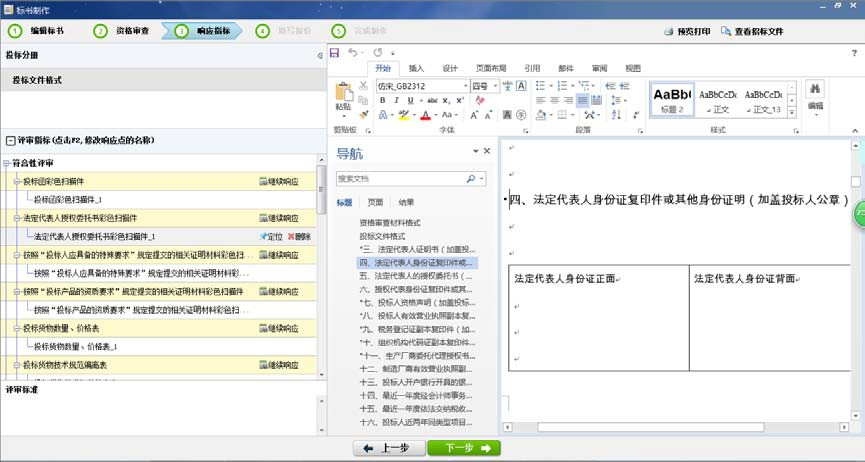 标书制作
1 编辑标书
2 资格审查
3 响应指标
4 填写报价
5 完成制作
预览打印 查看招标文件
投标分册
投标文件格式
评审指标(点击F2, 修改响应点的名称)
符合性评审
投标函彩色扫描件 继续响应
投标函彩色扫描件_1
法定代表人授权委托书彩色扫描件 继续响应
法定代表人授权委托书彩色扫描件_1 定位 删除
按照“投标人应具备的特殊要求”规定提交的相关证明材料彩色扫描件 继续响应
按照“投标人应具备的特殊要求”规定提交的相关证明材料彩...
按照“投标产品的资质要求”规定提交的相关证明材料彩色扫描件 继续响应
按照“投标产品的资质要求”规定提交的相关证明材料彩色扫...
投标货物数量、价格表 继续响应
投标货物数量、价格表_1
投标货物技术规范偏离表 继续响应
评审标准
开始 插入 设计 页面布局 引用 邮件 审阅 视图
粘贴
剪贴板
仿宋_GB2312 四号
B I U abc x₂ x²
Aa
字体
段落
AaBb( AaBbCcDc AaBbCcDc
标题 2 正文 正文_13
样式
编辑
导航
搜索文档
标题 页面 结果
资格审查材料格式
投标文件格式
*三、法定代表人证明书（加盖投...
四、法定代表人身份证复印件或...
五、法定代表人的授权委托书（...
六、授权代表身份证复印件或其...
*七、投标人资格声明（加盖投标...
*八、投标人有效营业执照副本复...
*九、税务登记证副本复印件（加...
*十、组织机构代码证副本复印件...
*十一、生产厂商委托代理授权书...
十二、制造厂商有效营业执照副...
十三、投标人开户银行开具的银...
十四、最近一年度经会计师事务...
十五、最近一年度依法交纳税收...
十六、投标人近两年同类型项目...
四、法定代表人身份证复印件或其他身份证明（加盖投标人公章）
法定代表人身份证正面 法定代表人身份证背面
上一步 下一步